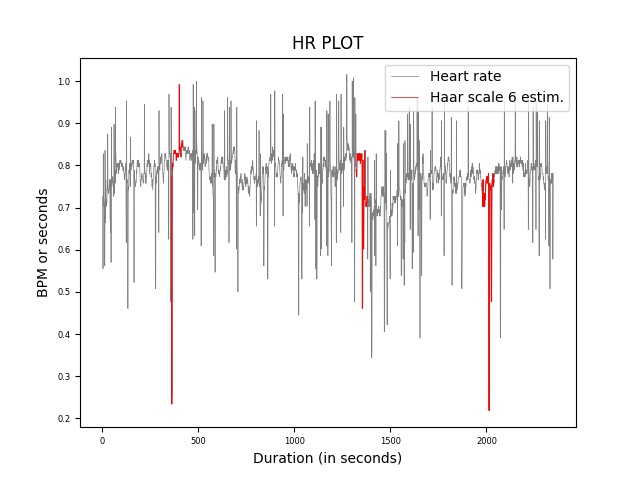 HR PLOT
Heart rate
Haar scale 6 estim.
BPM or seconds
1.0
0.9
0.8
0.7
0.6
0.5
0.4
0.3
0.2
0
500
1000
1500
2000
Duration (in seconds)